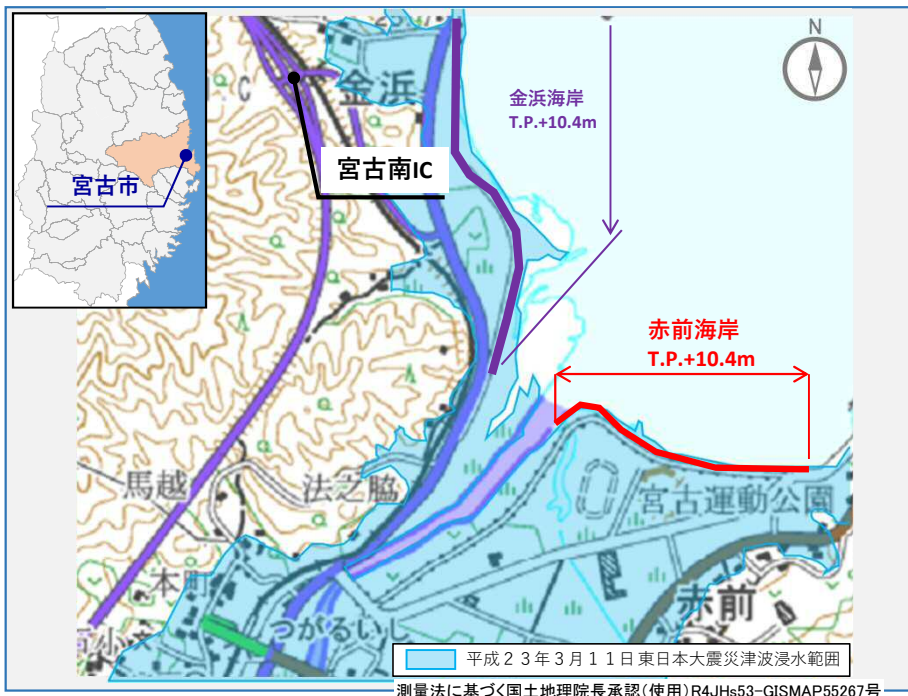 宮古市
N
金浜
金浜海岸
T.P.+10.4m
宮古南IC
赤前海岸
T.P.+10.4m
馬越
法之脇
宮古運動公園
本町
赤前
つがるいし
平成23年3月11日東日本大震災津波浸水範囲
測量法に基づく国土地理院長承認(使用)R4JHs53-GISMAP55267号